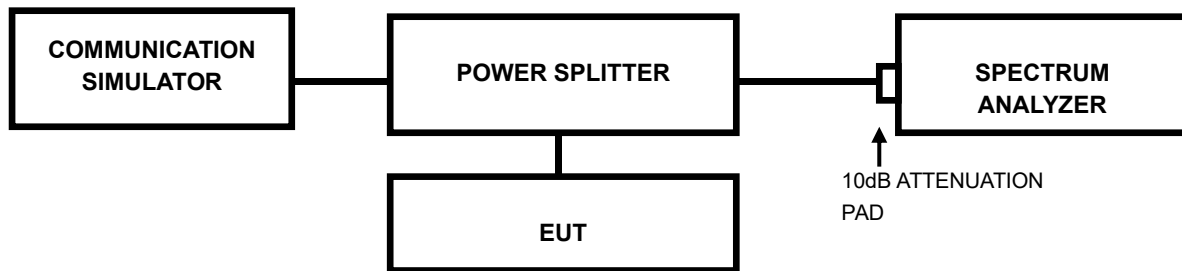 COMMUNICATION
SIMULATOR
POWER SPLITTER
SPECTRUM
ANALYZER
10dB ATTENUATION
PAD
EUT